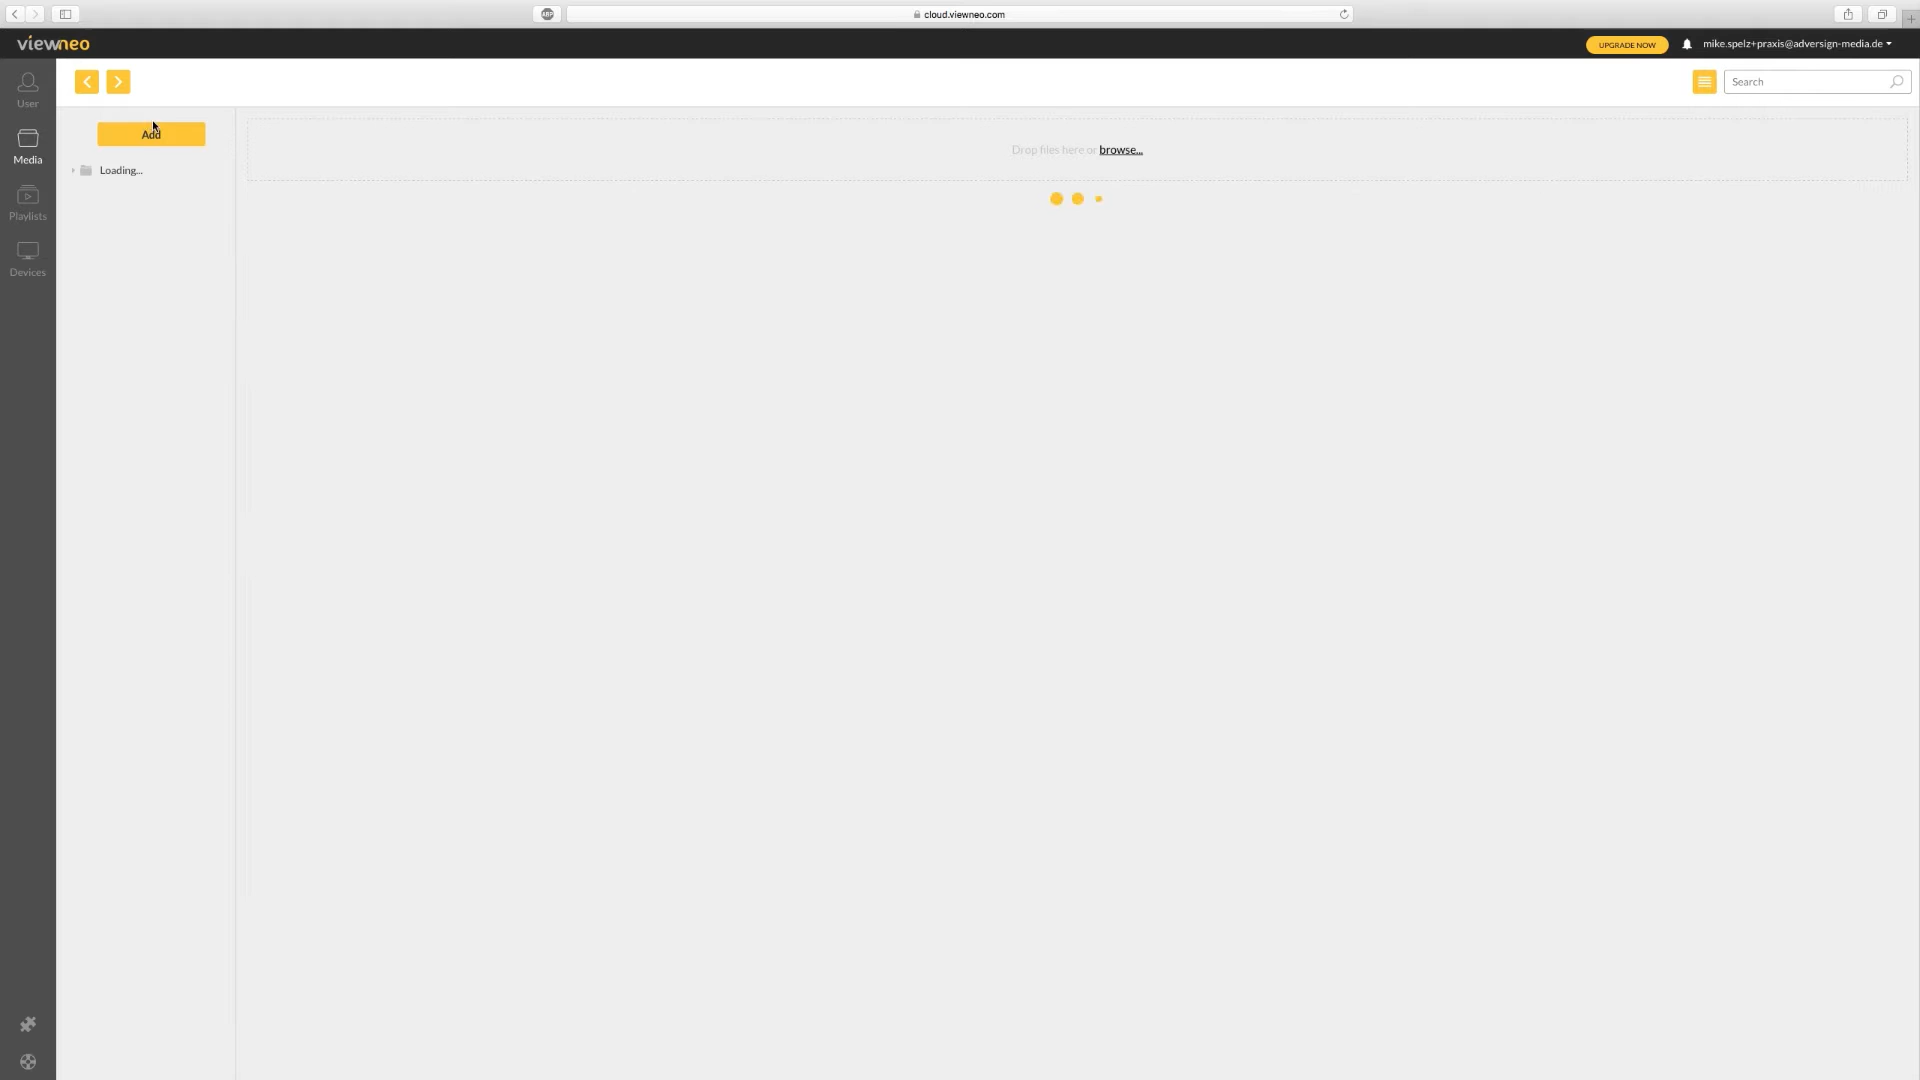 ABP
cloud.viewneo.com
viewneo
UPGRADE NOW
mike.spelz+praxis@adversign-media.de
User
Search
Add
Media
Drop files here or browse...
Loading...
Playlists
Devices